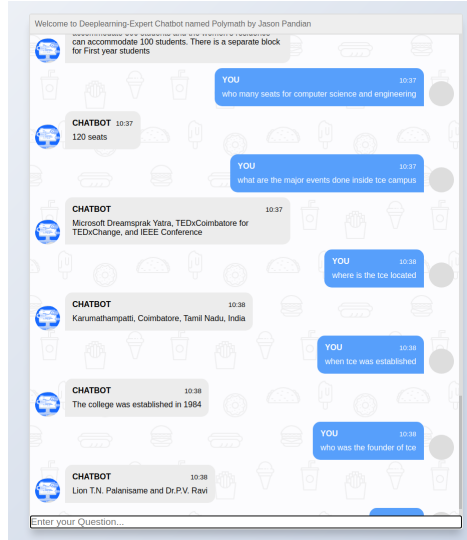 Welcome to Deeplearning-Expert Chatbot named Polymath by Jason Pandian
can accommodate 100 students. There is a separate block
for First year students
YOU 10:37
who many seats for computer science and engineering
CHATBOT 10:37
120 seats
YOU 10:37
what are the major events done inside tce campus
CHATBOT 10:37
Microsoft Dreamsprak Yatra, TEDxCoimbatore for
TEDxChange, and IEEE Conference
YOU 10:38
where is the tce located
CHATBOT 10:38
Karumathampatti, Coimbatore, Tamil Nadu, India
YOU 10:38
when tce was established
CHATBOT 10:38
The college was established in 1984
YOU 10:38
who was the founder of tce
CHATBOT 10:38
Lion T.N. Palanisame and Dr.P.V. Ravi
Enter your Question...